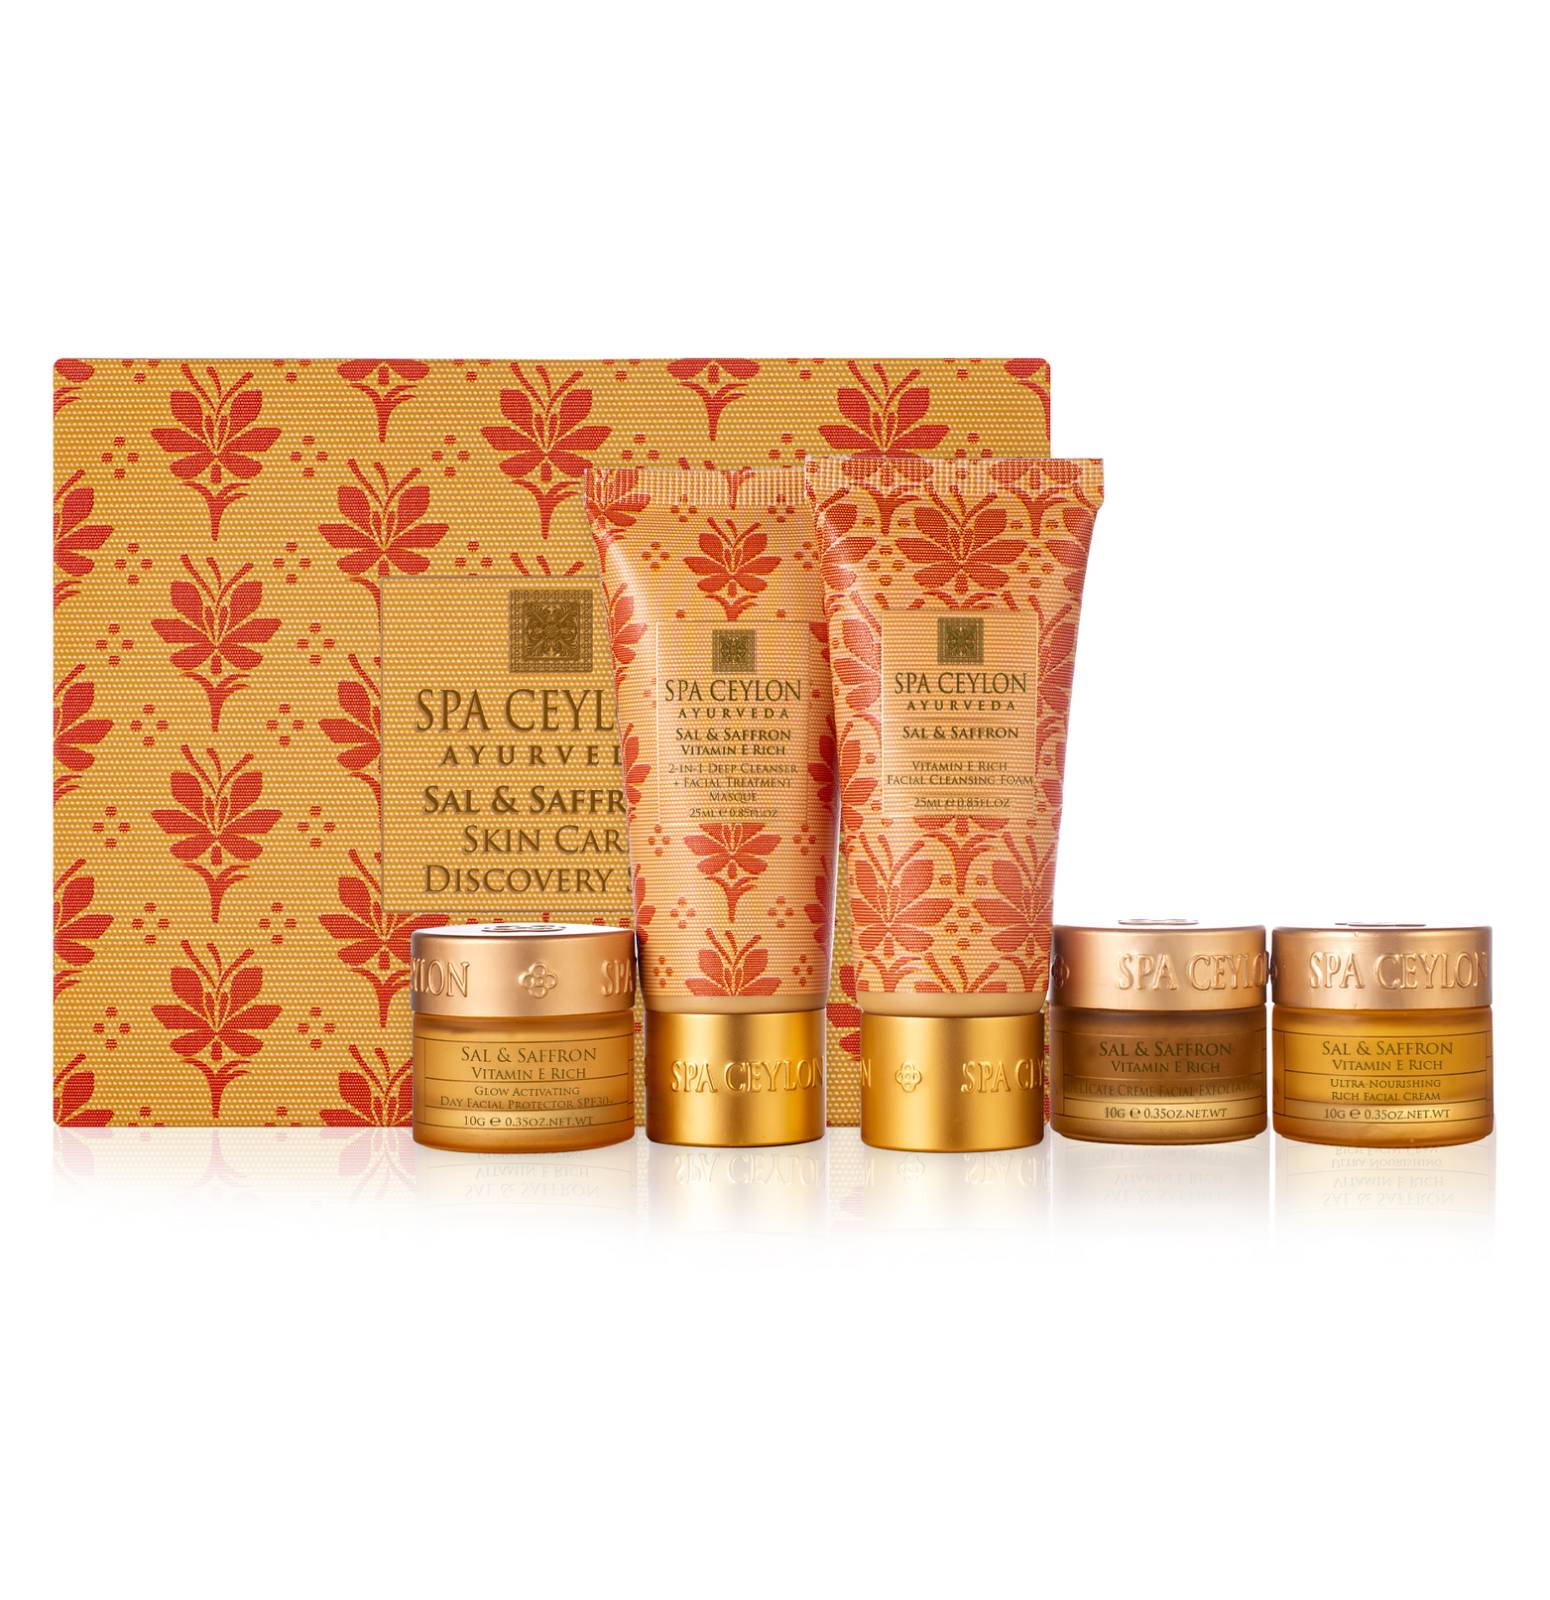 SPA CEYL
AYURVED
SAL & SAFFR
SKIN CAR
DISCOVERY S
SPA CEYLON
AYURVEDA
SAL & SAFFRON
VITAMIN E RICH
2-IN-1 DEEP CLEANSER
+ FACIAL TREATMENT
MASQUE
25ML e 0.85FL.OZ
SPA CEYLON
SPA CEYLON
AYURVEDA
SAL & SAFFRON
VITAMIN E RICH
FACIAL CLEANSING FOAM
25ML e 0.85FL.OZ
N SPA CEY
CEYLON SPA
SAL & SAFFRON
VITAMIN E RICH
GLOW ACTIVATING
DAY FACIAL PROTECTOR SPF30+
10G e 0.35OZ.NET.WT
SPA CEYLON
SAL & SAFFRON
VITAMIN E RICH
DELICATE CRÈME FACIAL EXFOLIATOR
10G e 0.35OZ.NET.WT
SPA CEYLON
SAL & SAFFRON
VITAMIN E RICH
ULTRA-NOURISHING
RICH FACIAL CREAM
10G e 0.35OZ.NET.WT